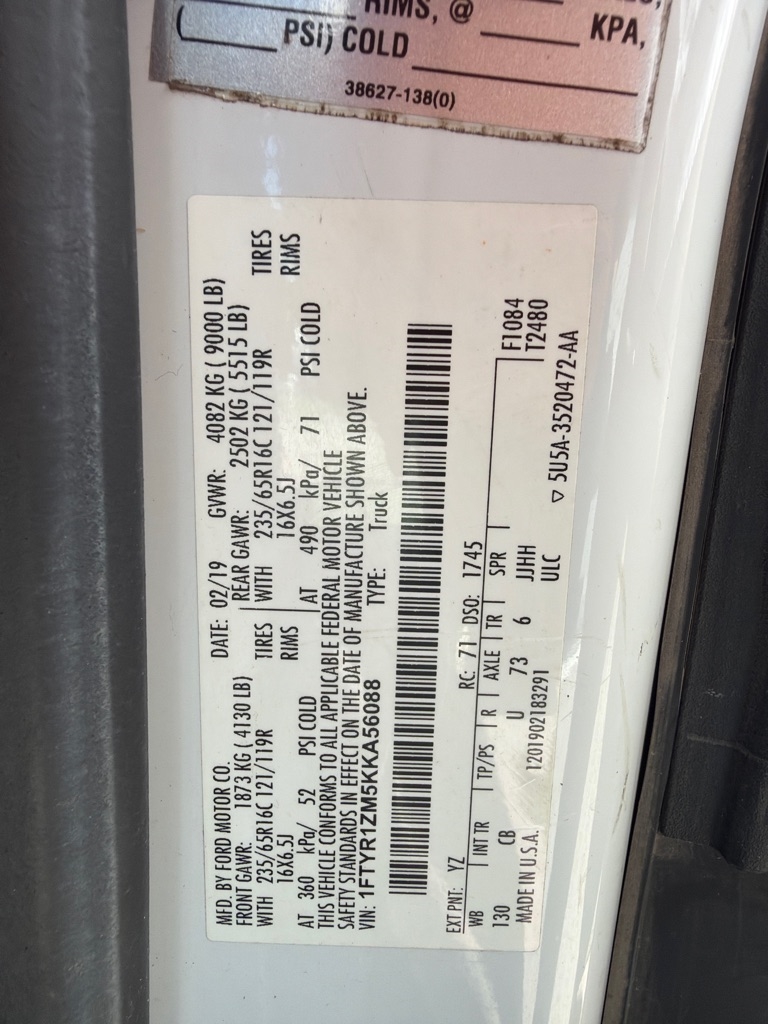 RIMS, @
( PSI) COLD KPA,
38627-138(0)
MFD. BY FORD MOTOR CO. DATE: 02/19 GVWR: 4082 KG ( 9000 LB)
FRONT GAWR: 1873 KG ( 4130 LB) REAR GAWR: 2502 KG ( 5515 LB)
WITH 235/65R16C 121/119R TIRES WITH 235/65R16C 121/119R TIRES
16X6.5J RIMS 16X6.5J RIMS
AT 360 kPa/ 52 PSI COLD AT 490 kPa/ 71 PSI COLD
THIS VEHICLE CONFORMS TO ALL APPLICABLE FEDERAL MOTOR VEHICLE
SAFETY STANDARDS IN EFFECT ON THE DATE OF MANUFACTURE SHOWN ABOVE.
VIN: 1FTYR1ZM5KKA56088 TYPE: Truck
EXT PNT: YZ RC: 71 DSO: 1745
WB INT TR TP/PS R AXLE TR SPR F1084
130 CB U 73 6 JJHH T2480
MADE IN U.S.A. 1201902183291 ULC ▽ 5U5A-3520472-AA